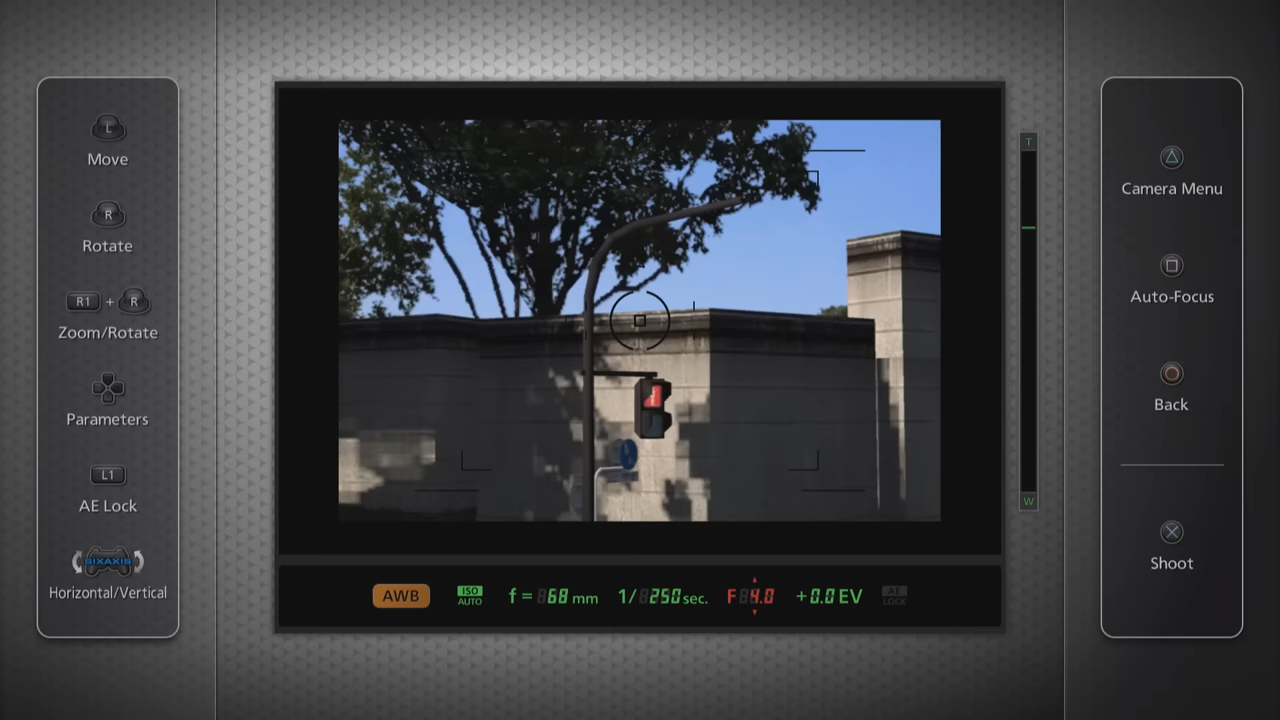 L
Move
R
Rotate
R1 + R
Zoom/Rotate
Parameters
L1
AE Lock
SIXAXIS
Horizontal/Vertical
T
W
AWB
ISO AUTO
f = 68 mm
1/ 250 sec.
F 4.0
+0.0 EV
AE LOCK
Camera Menu
Auto-Focus
Back
Shoot